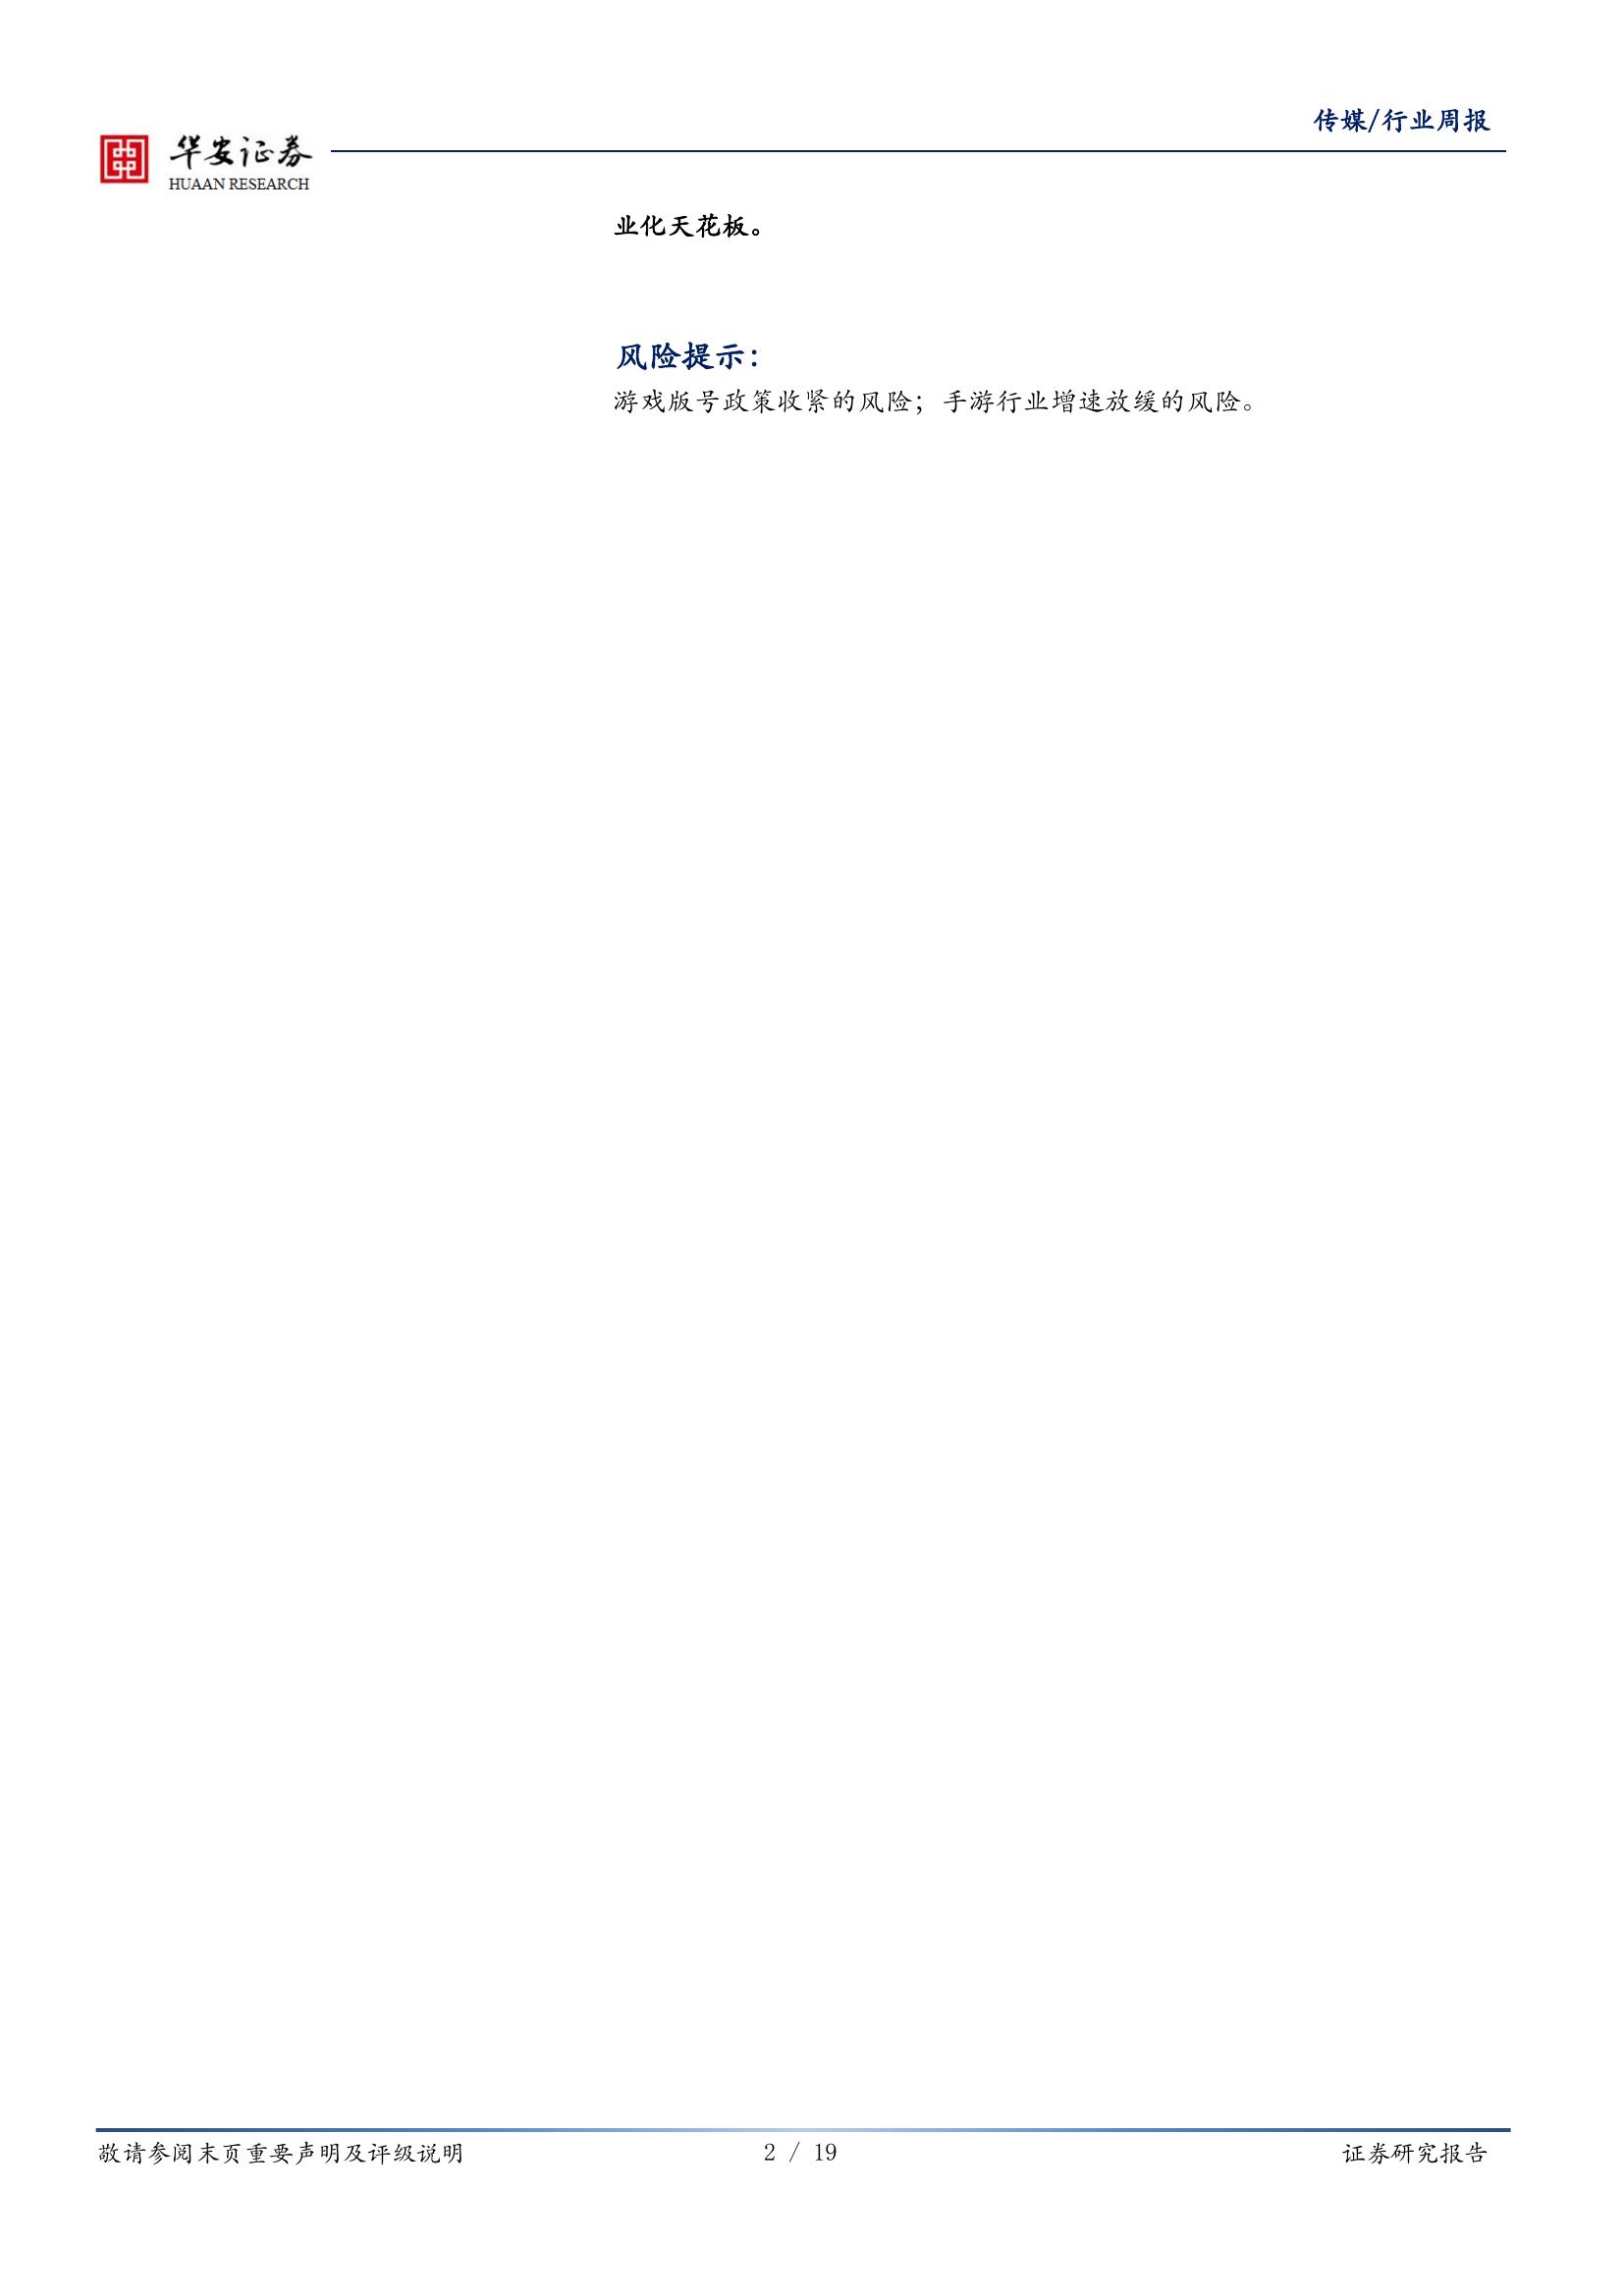 传媒/行业周报
华安证券
HUAAN RESEARCH
业化天花板。
风险提示：
游戏版号政策收紧的风险；手游行业增速放缓的风险。
敬请参阅末页重要声明及评级说明
2 / 19
证券研究报告